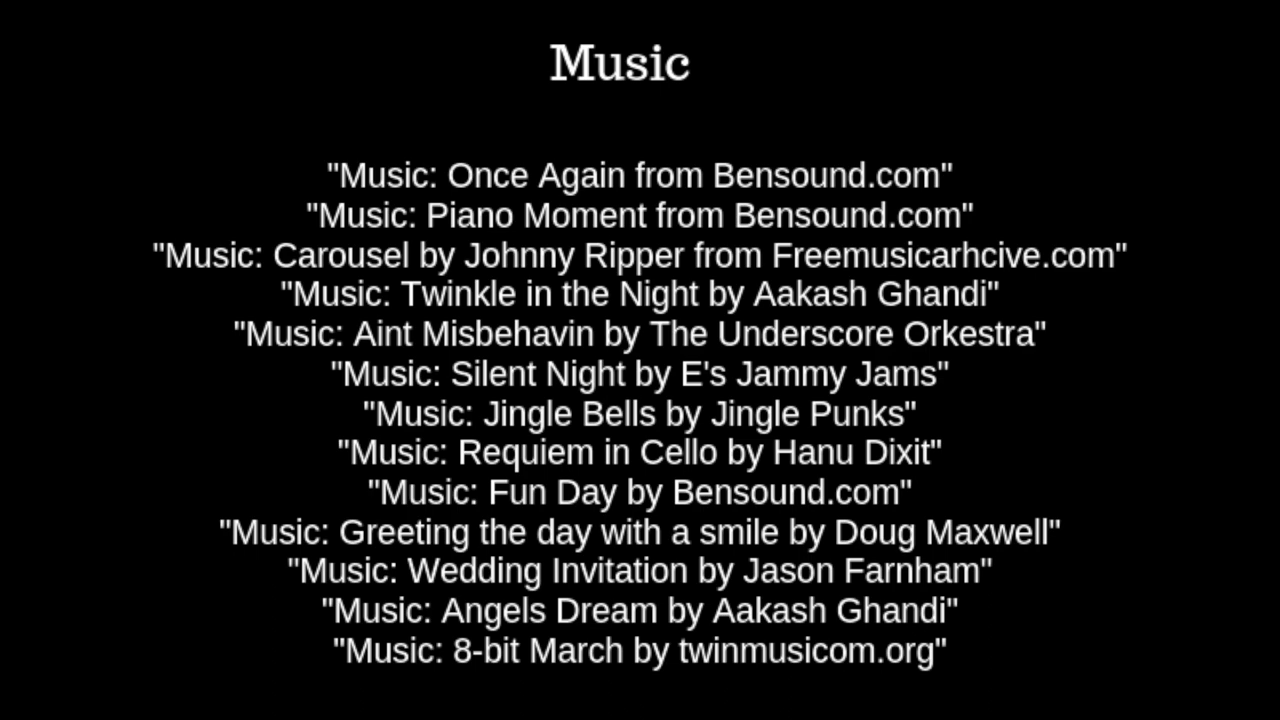 Music
"Music: Once Again from Bensound.com"
"Music: Piano Moment from Bensound.com"
"Music: Carousel by Johnny Ripper from Freemusicarhcive.com"
"Music: Twinkle in the Night by Aakash Ghandi"
"Music: Aint Misbehavin by The Underscore Orkestra"
"Music: Silent Night by E's Jammy Jams"
"Music: Jingle Bells by Jingle Punks"
"Music: Requiem in Cello by Hanu Dixit"
"Music: Fun Day by Bensound.com"
"Music: Greeting the day with a smile by Doug Maxwell"
"Music: Wedding Invitation by Jason Farnham"
"Music: Angels Dream by Aakash Ghandi"
"Music: 8-bit March by twinmusicom.org"